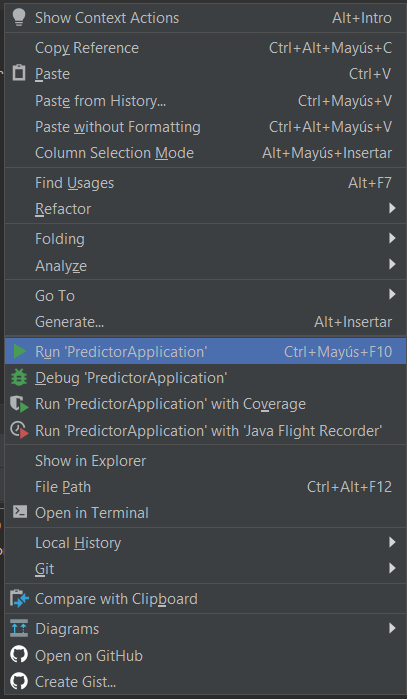 Show Context Actions Alt+Intro
Copy Reference Ctrl+Alt+Mayús+C
Paste Ctrl+V
Paste from History... Ctrl+Mayús+V
Paste without Formatting Ctrl+Alt+Mayús+V
Column Selection Mode Alt+Mayús+Insertar
Find Usages Alt+F7
Refactor
Folding
Analyze
Go To
Generate... Alt+Insertar
Run 'PredictorApplication' Ctrl+Mayús+F10
Debug 'PredictorApplication'
Run 'PredictorApplication' with Coverage
Run 'PredictorApplication' with 'Java Flight Recorder'
Show in Explorer
File Path Ctrl+Alt+F12
Open in Terminal
Local History
Git
Compare with Clipboard
Diagrams
Open on GitHub
Create Gist...